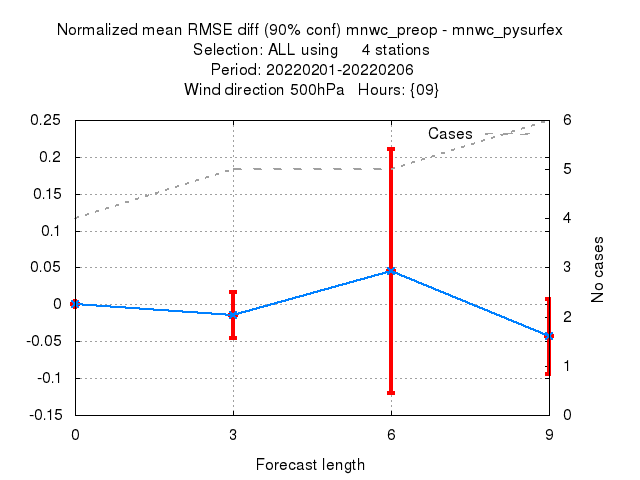 Normalized mean RMSE diff (90% conf) mnwc_preop - mnwc_pysurfex
Selection: ALL using     4 stations
Period: 20220201-20220206
Wind direction 500hPa   Hours: {09}
Cases
0.25
0.2
0.15
0.1
0.05
0
-0.05
-0.1
-0.15
6
5
4
3
2
1
0
No cases
0 3 6 9
Forecast length